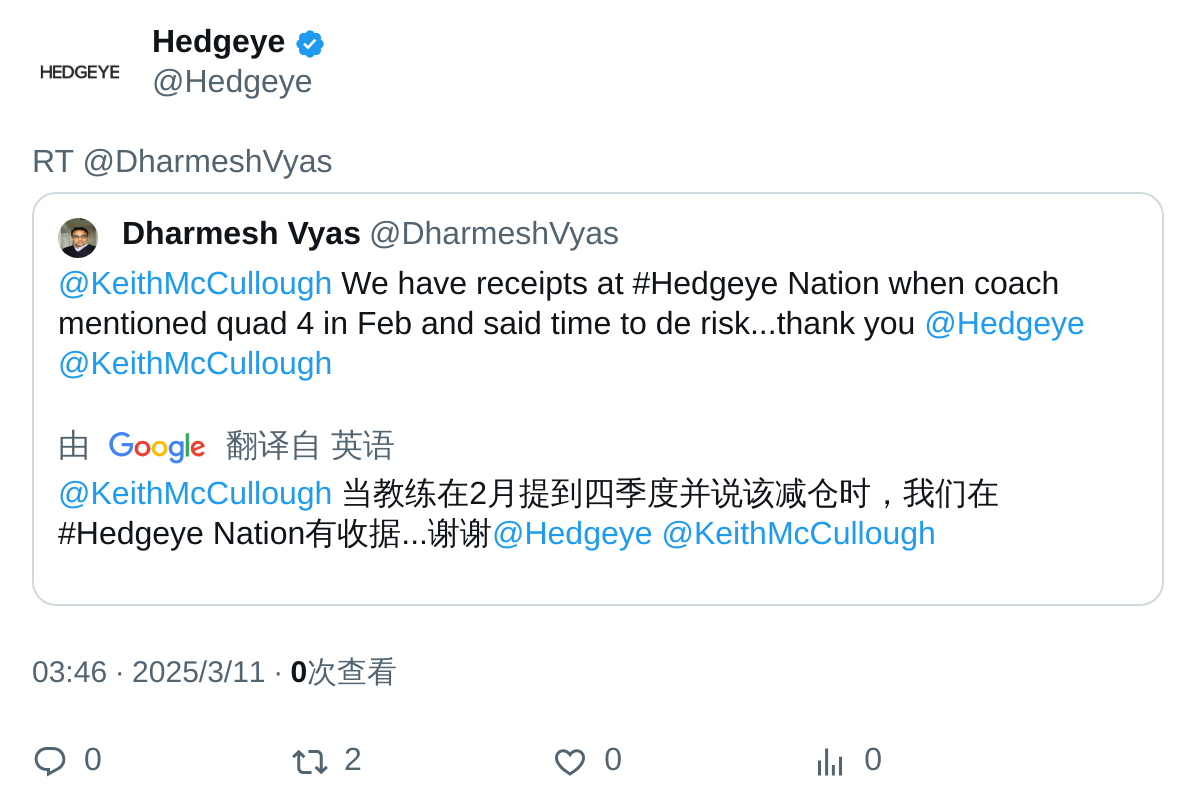 Hedgeye
HEDGEYE
@Hedgeye
RT @DharmeshVyas
Dharmesh Vyas @DharmeshVyas
@KeithMcCullough We have receipts at #Hedgeye Nation when coach
mentioned quad 4 in Feb and said time to de risk...thank you @Hedgeye
@KeithMcCullough
由 Google 翻译自 英语
@KeithMcCullough 当教练在2月提到四季度并说该减仓时，我们在
#Hedgeye Nation有收据...谢谢@Hedgeye @KeithMcCullough
03:46 · 2025/3/11 · 0次查看
0 2 0 0